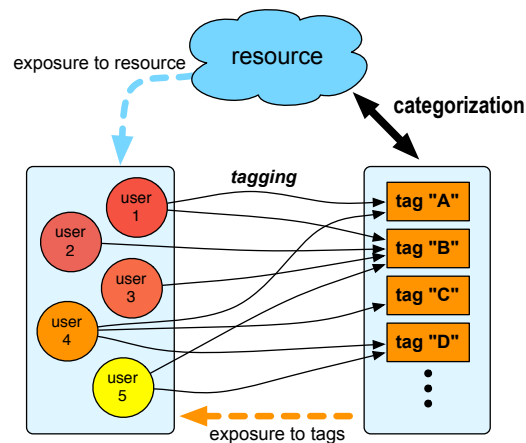 resource
exposure to resource
categorization
tagging
user
1
user
2
user
3
user
4
user
5
tag "A"
tag "B"
tag "C"
tag "D"
exposure to tags